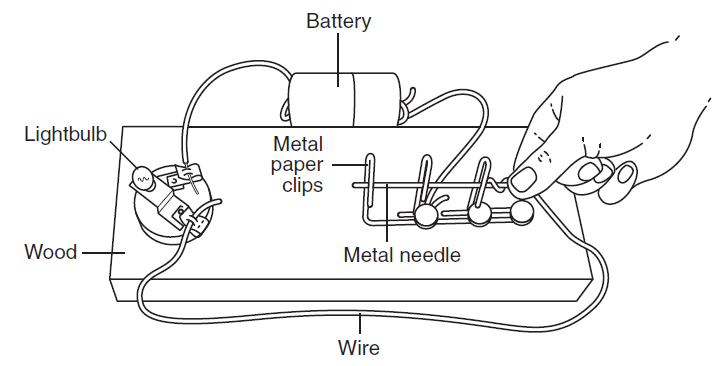 Battery
Lightbulb
Metal
paper
clips
Wood
Metal needle
Wire